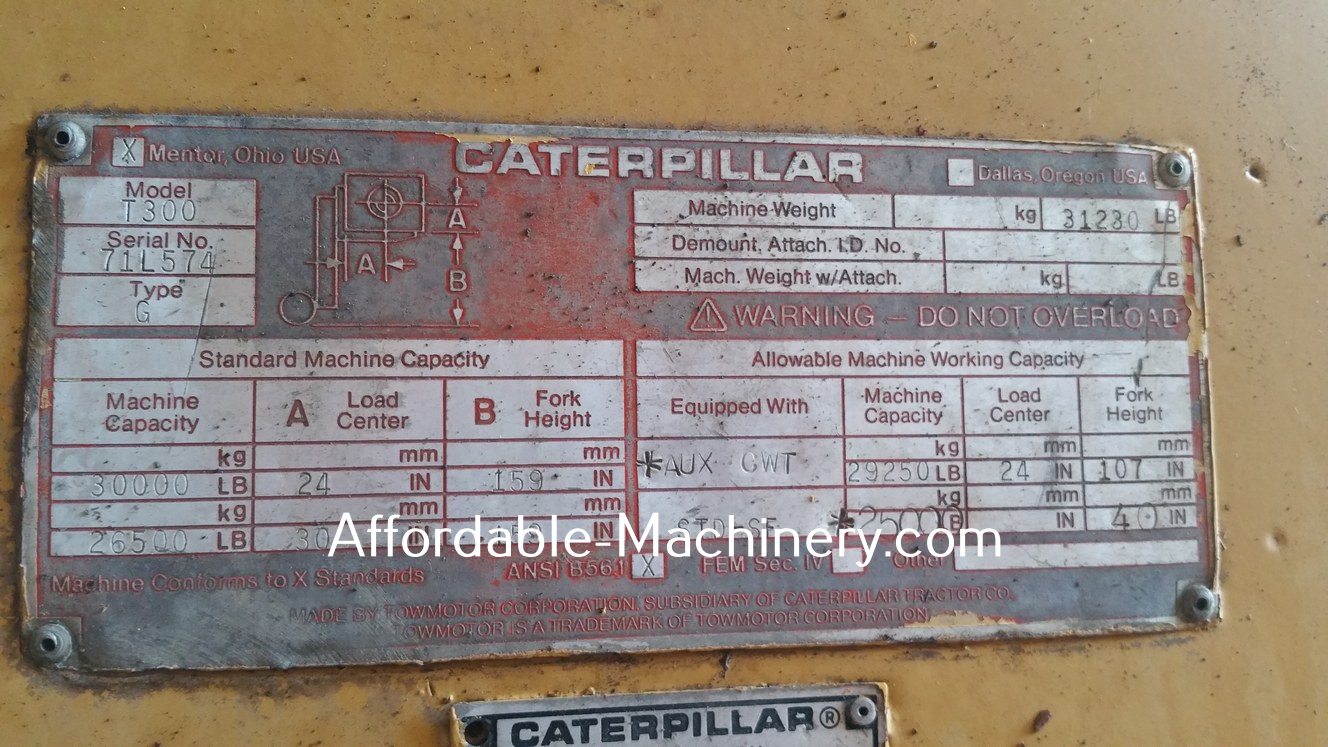 X Mentor, Ohio USA
CATERPILLAR
Dallas, Oregon USA
Model
T300
Serial No.
71L574
Type
G
A
A
B
Machine Weight kg 31230 LB
Demount. Attach. I.D. No.
Mach. Weight w/Attach. kg LB
WARNING – DO NOT OVERLOAD
Standard Machine Capacity
Machine Capacity A Load Center B Fork Height
kg mm mm
30000 LB 24 IN 159 IN
kg mm mm
26500 LB 30 IN IN
Allowable Machine Working Capacity
Equipped With Machine Capacity Load Center Fork Height
mm mm
*AUX CWT 29250 LB 24 IN 107 IN
kg mm mm
IN 40 IN
Affordable-Machinery.com
Machine Conforms to X Standards ANSI B56.1 X FEM Sec. IV Other
MADE BY TOWMOTOR CORPORATION, SUBSIDIARY OF CATERPILLAR TRACTOR CO.
TOWMOTOR IS A TRADEMARK OF TOWMOTOR CORPORATION
CATERPILLAR®